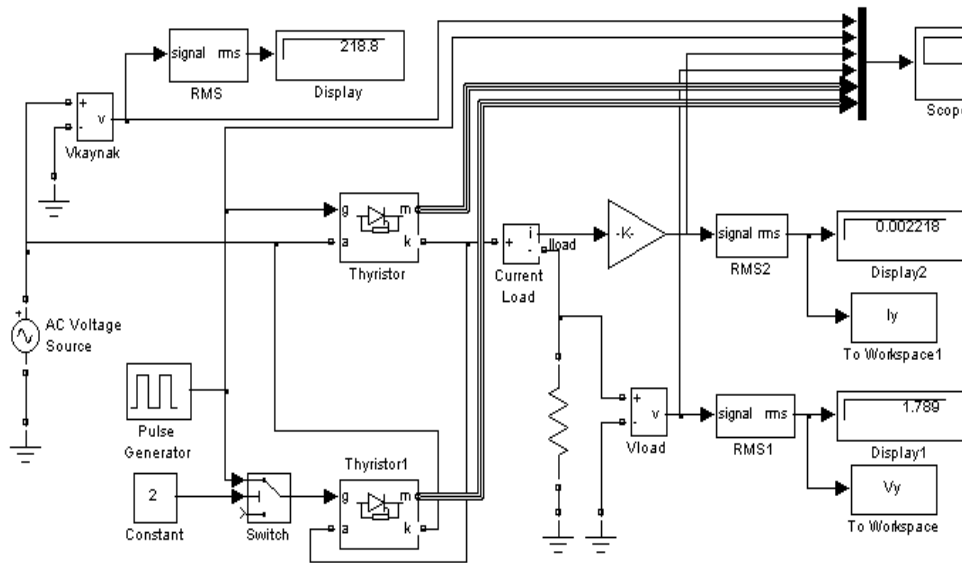 signal rms
RMS
218.8
Display
+
-
v
Vkaynak
Scope
g
m
a
k
Thyristor
+
i
-
Iload
Current
Load
-K-
signal rms
RMS2
0.002218
Display2
Iy
To Workspace1
+
AC Voltage
Source
Pulse
Generator
2
Constant
Switch
Thyristor1
g
m
a
k
+
-
v
Vload
signal rms
RMS1
1.789
Display1
Vy
To Workspace